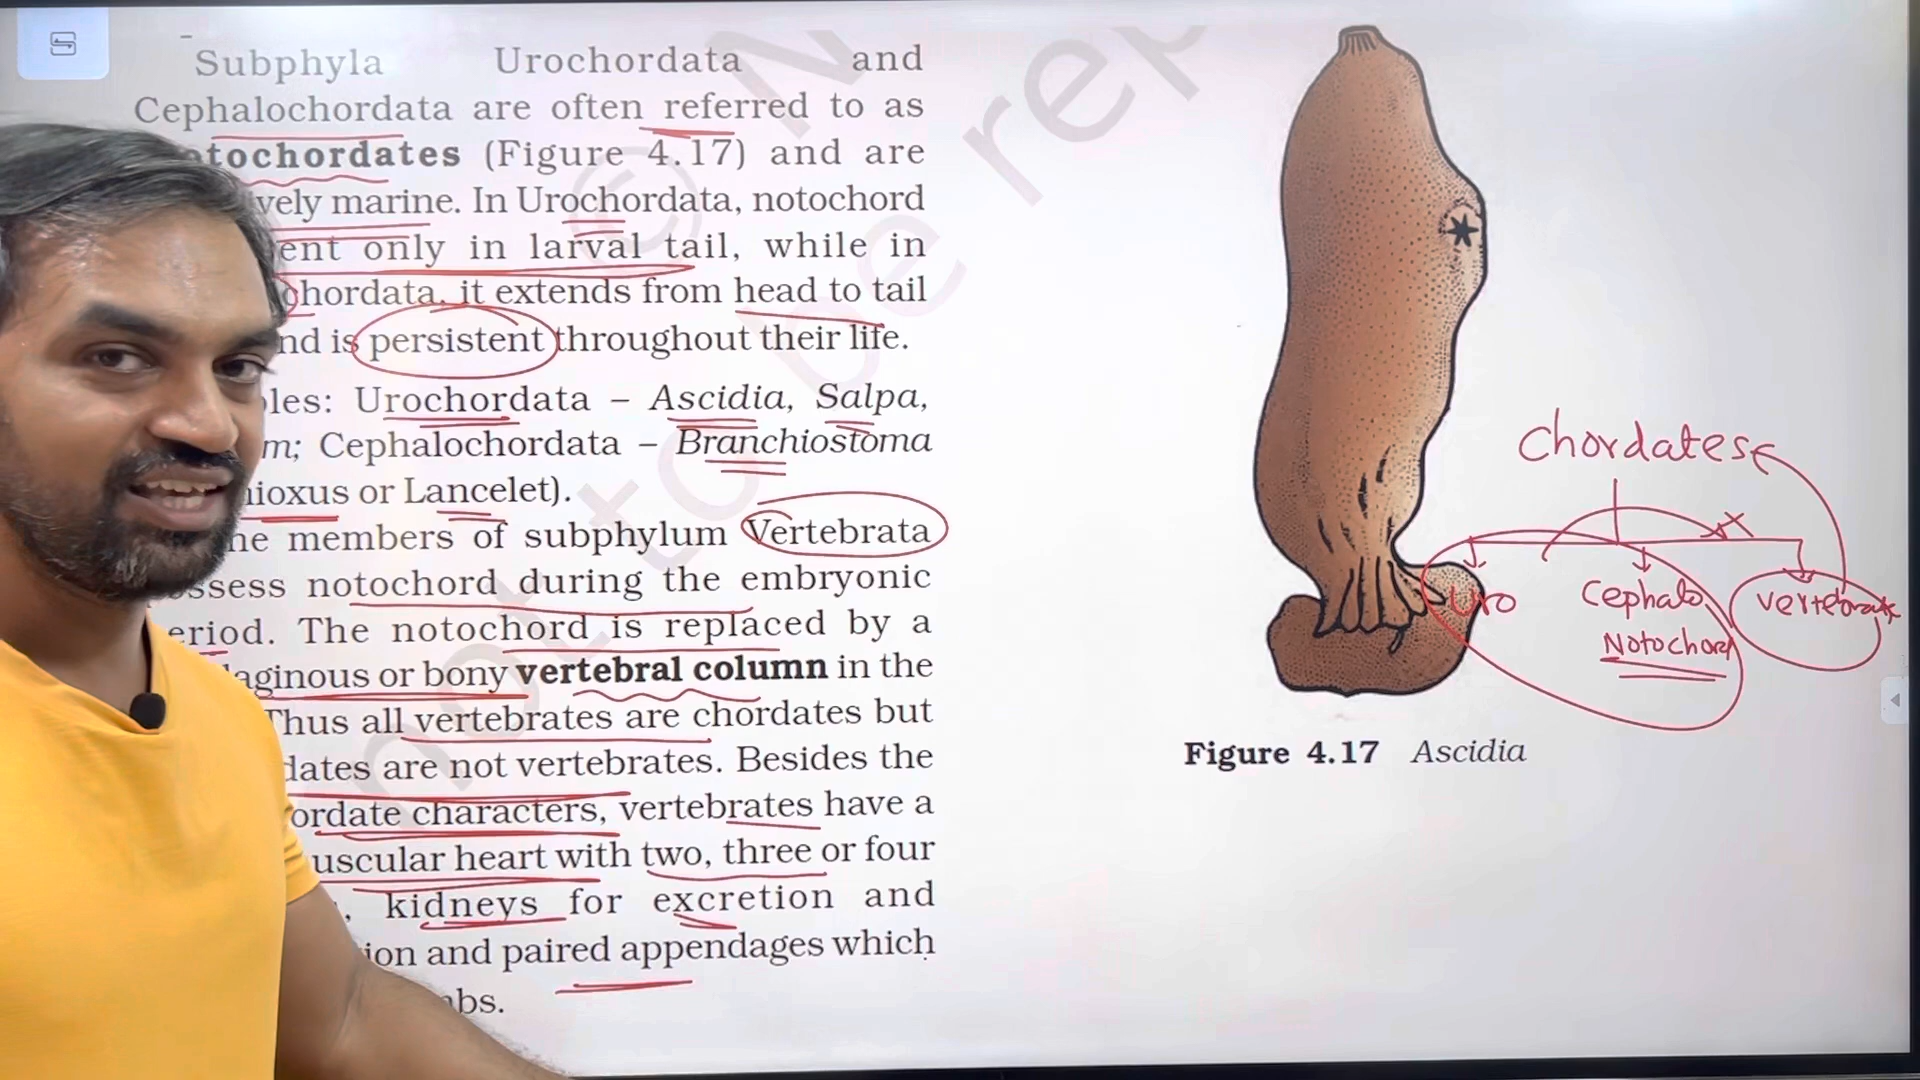 Subphyla Urochordata and
Cephalochordata are often referred to as
tochordates (Figure 4.17) and are
vely marine. In Urochordata, notochord
ent only in larval tail, while in
chordata, it extends from head to tail
nd is persistent throughout their life.
les: Urochordata – Ascidia, Salpa,
m; Cephalochordata – Branchiostoma
ioxus or Lancelet).
he members of subphylum Vertebrata
ssess notochord during the embryonic
eriod. The notochord is replaced by a
aginous or bony vertebral column in the
Thus all vertebrates are chordates but
dates are not vertebrates. Besides the
ordate characters, vertebrates have a
uscular heart with two, three or four
, kidneys for excretion and
ion and paired appendages which
bs.
Chordates
Uro Cephalo Vertebrate
Notochord
Figure 4.17 Ascidia
© N
not to be rep